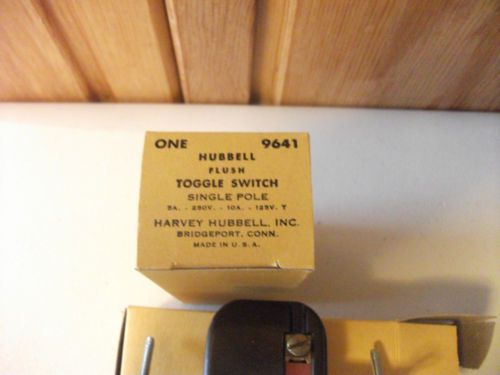 ONE 9641
HUBBELL
FLUSH
TOGGLE SWITCH
SINGLE POLE
5A. - 250V. - 10A. - 125V. T
HARVEY HUBBELL, INC.
BRIDGEPORT, CONN.
MADE IN U.S.A.